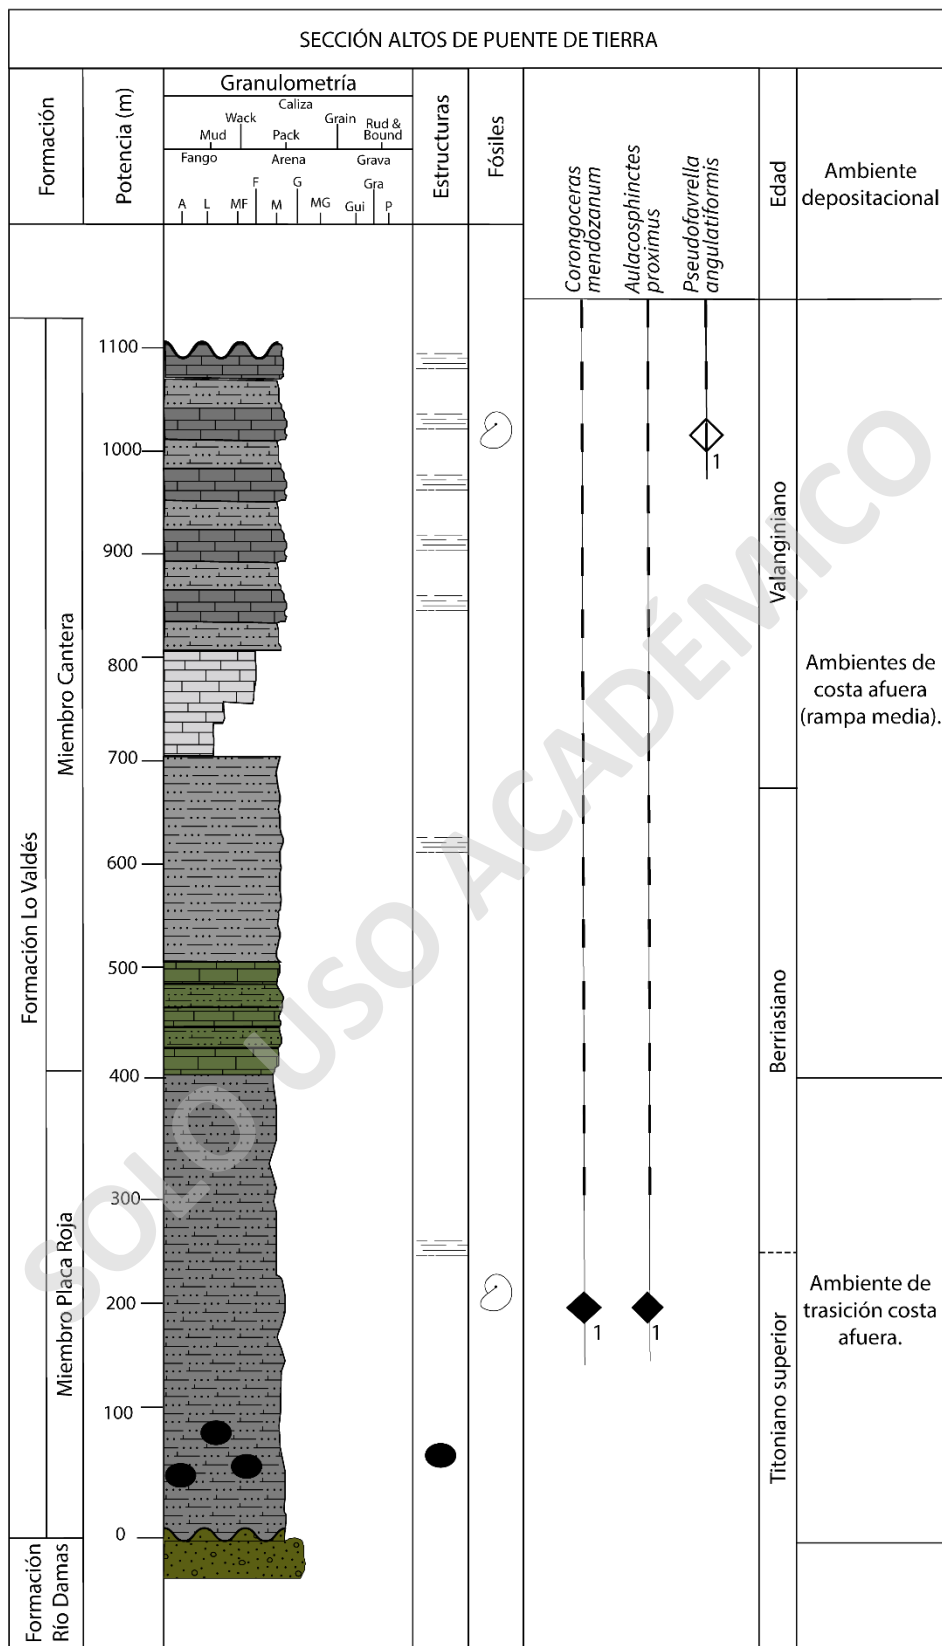 SECCIÓN ALTOS DE PUENTE DE TIERRA
Formación
Potencia (m)
Granulometría
Caliza
Wack
Grain
Rud &
Mud
Pack
Bound
Fango
Arena
Grava
F
G
Gra
A
L
MF
M
MG
Gui
P
Estructuras
Fósiles
Corongoceras
mendozanum
Aulacosphinctes
proximus
Pseudofavrella
angulatiformis
Edad
Ambiente
depositacional
Formación Lo Valdés
Miembro Cantera
Miembro Placa Roja
Formación
Río Damas
1100
1000
900
800
700
600
500
400
300
200
100
0
1
1
1
Valanginiano
Berriasiano
Titoniano superior
Ambientes de
costa afuera
(rampa media).
Ambiente de
trasición costa
afuera.
SOLO USO ACADÉMICO